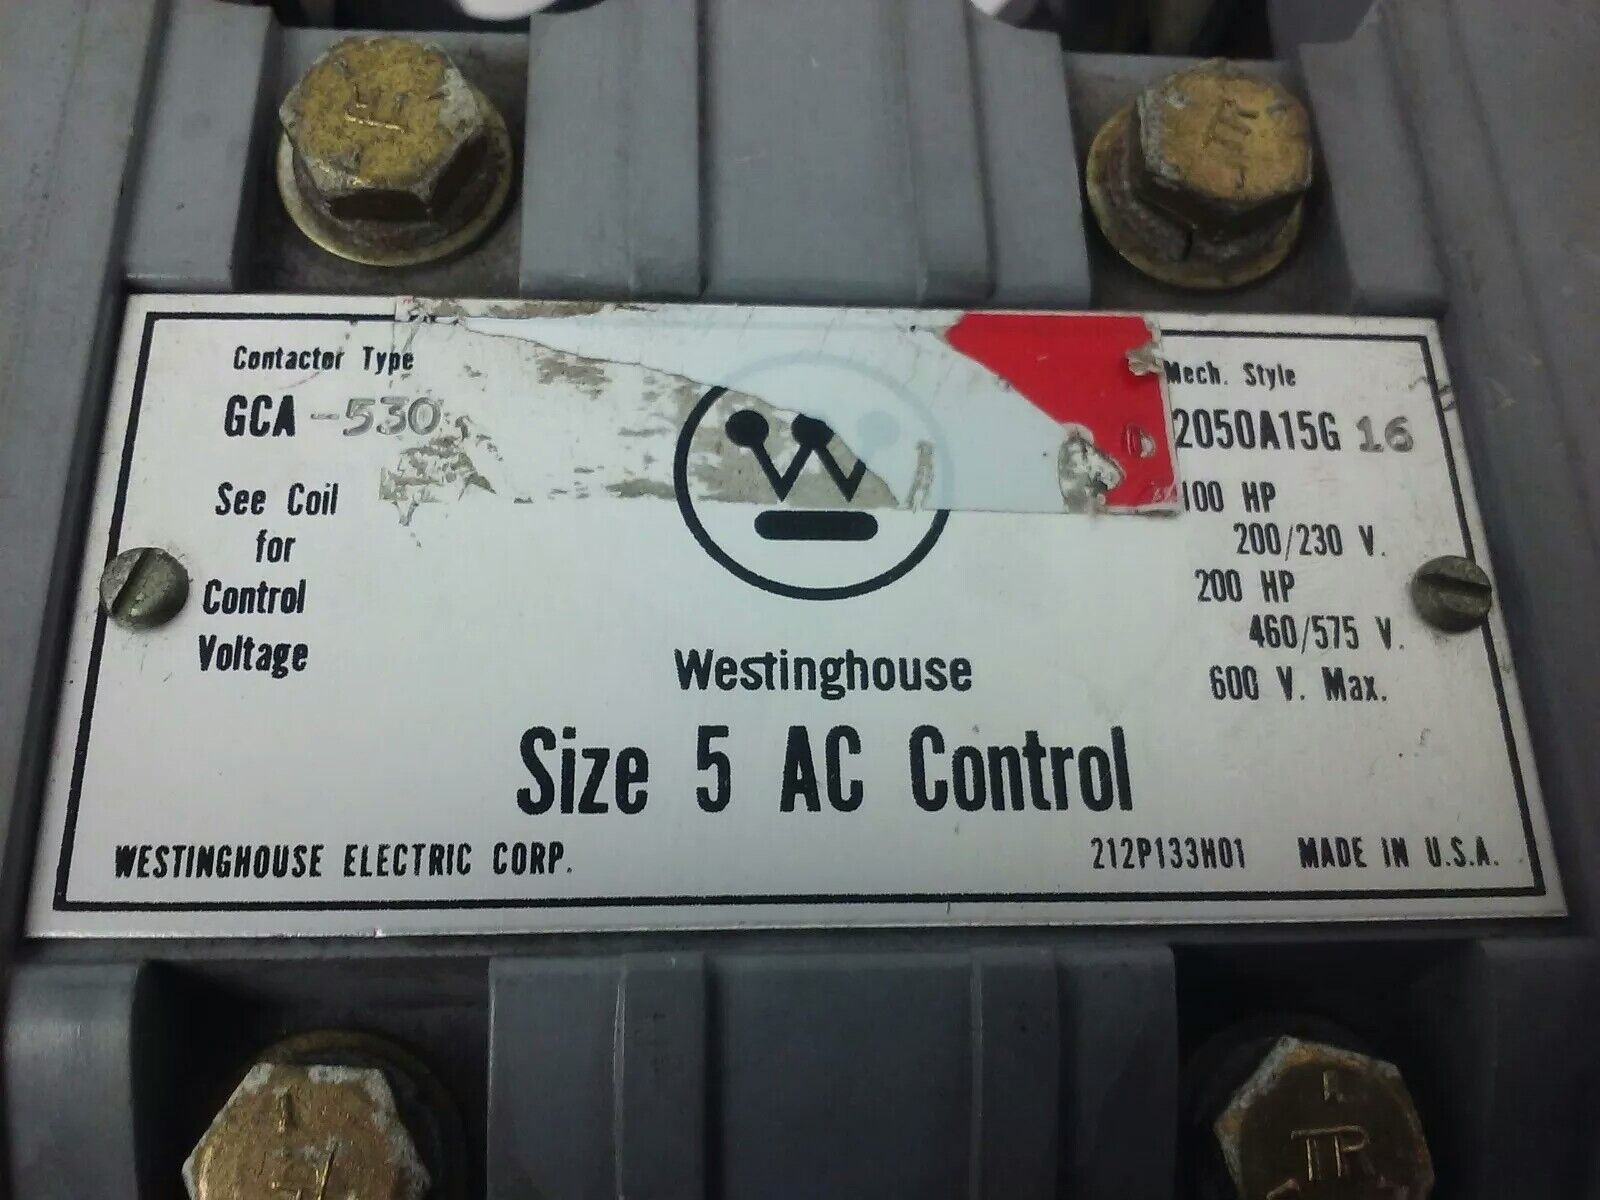 Contactor Type
GCA -530
See Coil
for
Control
Voltage
Mech. Style
2050A15G 16
100 HP
200/230 V.
200 HP
460/575 V.
600 V. Max.
Westinghouse
Size 5 AC Control
WESTINGHOUSE ELECTRIC CORP.
212P133H01 MADE IN U.S.A.
TR